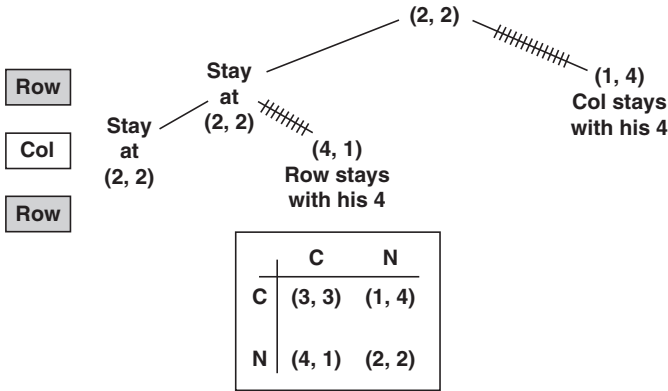 (2, 2)
Row
Stay
at
(2, 2)
(1, 4)
Col stays
with his 4
Col
Stay
at
(2, 2)
(4, 1)
Row stays
with his 4
Row
C N
C (3, 3) (1, 4)
N (4, 1) (2, 2)